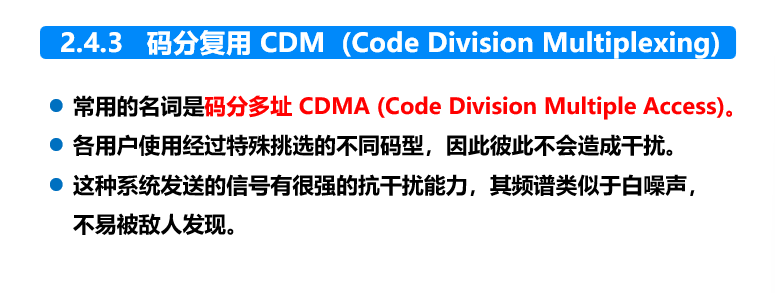 2.4.3 码分复用 CDM (Code Division Multiplexing)
● 常用的名词是码分多址 CDMA (Code Division Multiple Access)。
● 各用户使用经过特殊挑选的不同码型，因此彼此不会造成干扰。
● 这种系统发送的信号有很强的抗干扰能力，其频谱类似于白噪声，
不易被敌人发现。